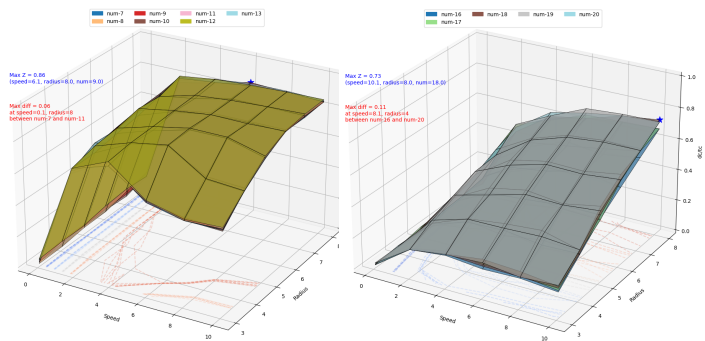 num-7 num-9 num-11 num-13
num-8 num-10 num-12
Max Z = 0.86
(speed=6.1, radius=8.0, num=9.0)
Max diff = 0.06
at speed=0.1, radius=8
between num-7 and num-11
0 2 4 6 8 10
Speed
3 4 5 6 7 8
Radius
num-16 num-18 num-19 num-20
num-17
Max Z = 0.73
(speed=10.1, radius=8.0, num=18.0)
Max diff = 0.11
at speed=8.1, radius=4
between num-16 and num-20
0 2 4 6 8 10
Speed
3 4 5 6 7 8
Radius
1.0
0.8
0.6
0.4
0.2
0.0